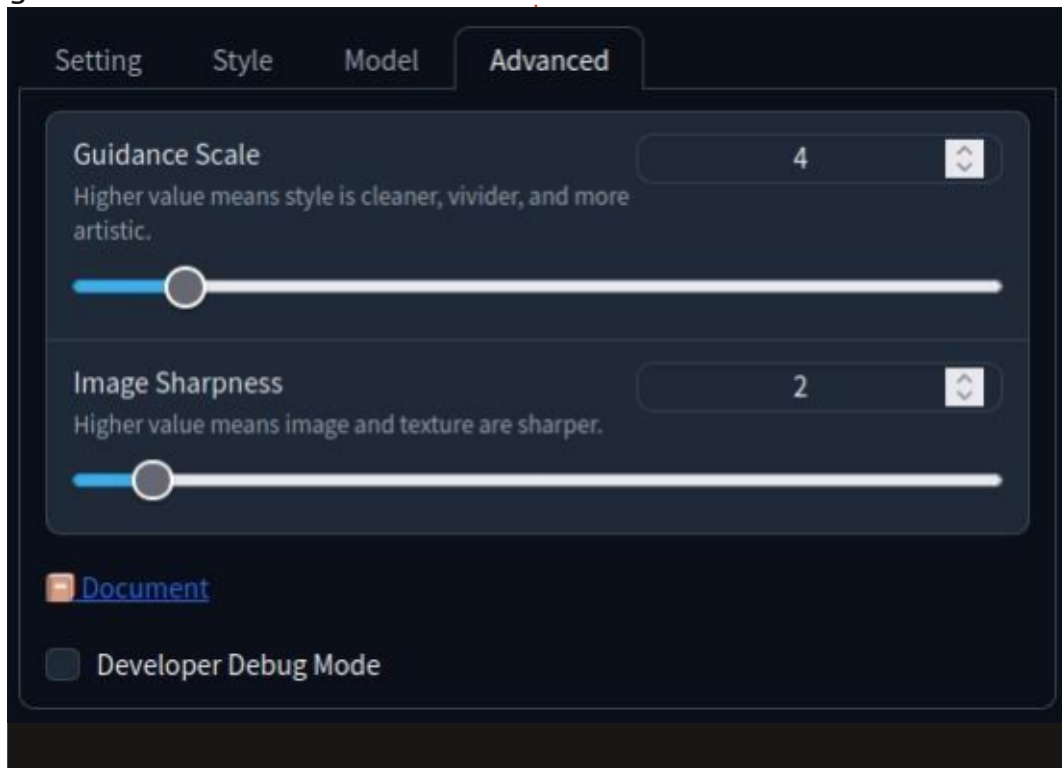 Setting Style Model Advanced
Guidance Scale 4
Higher value means style is cleaner, vivider, and more
artistic.
Image Sharpness 2
Higher value means image and texture are sharper.
Document
Developer Debug Mode